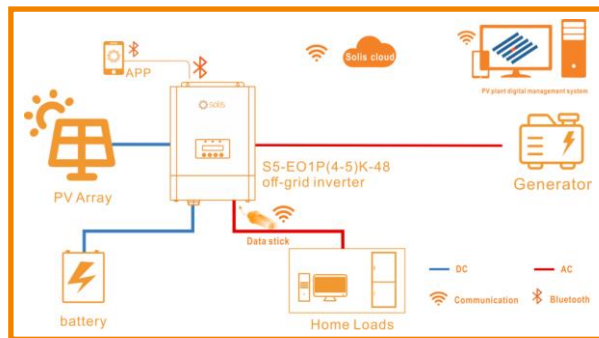 APP
Solis cloud
PV plant digital management system
solis
S5-EO1P(4-5)K-48
off-grid inverter
PV Array
Generator
Data stick
DC
AC
Communication
Bluetooth
battery
Home Loads